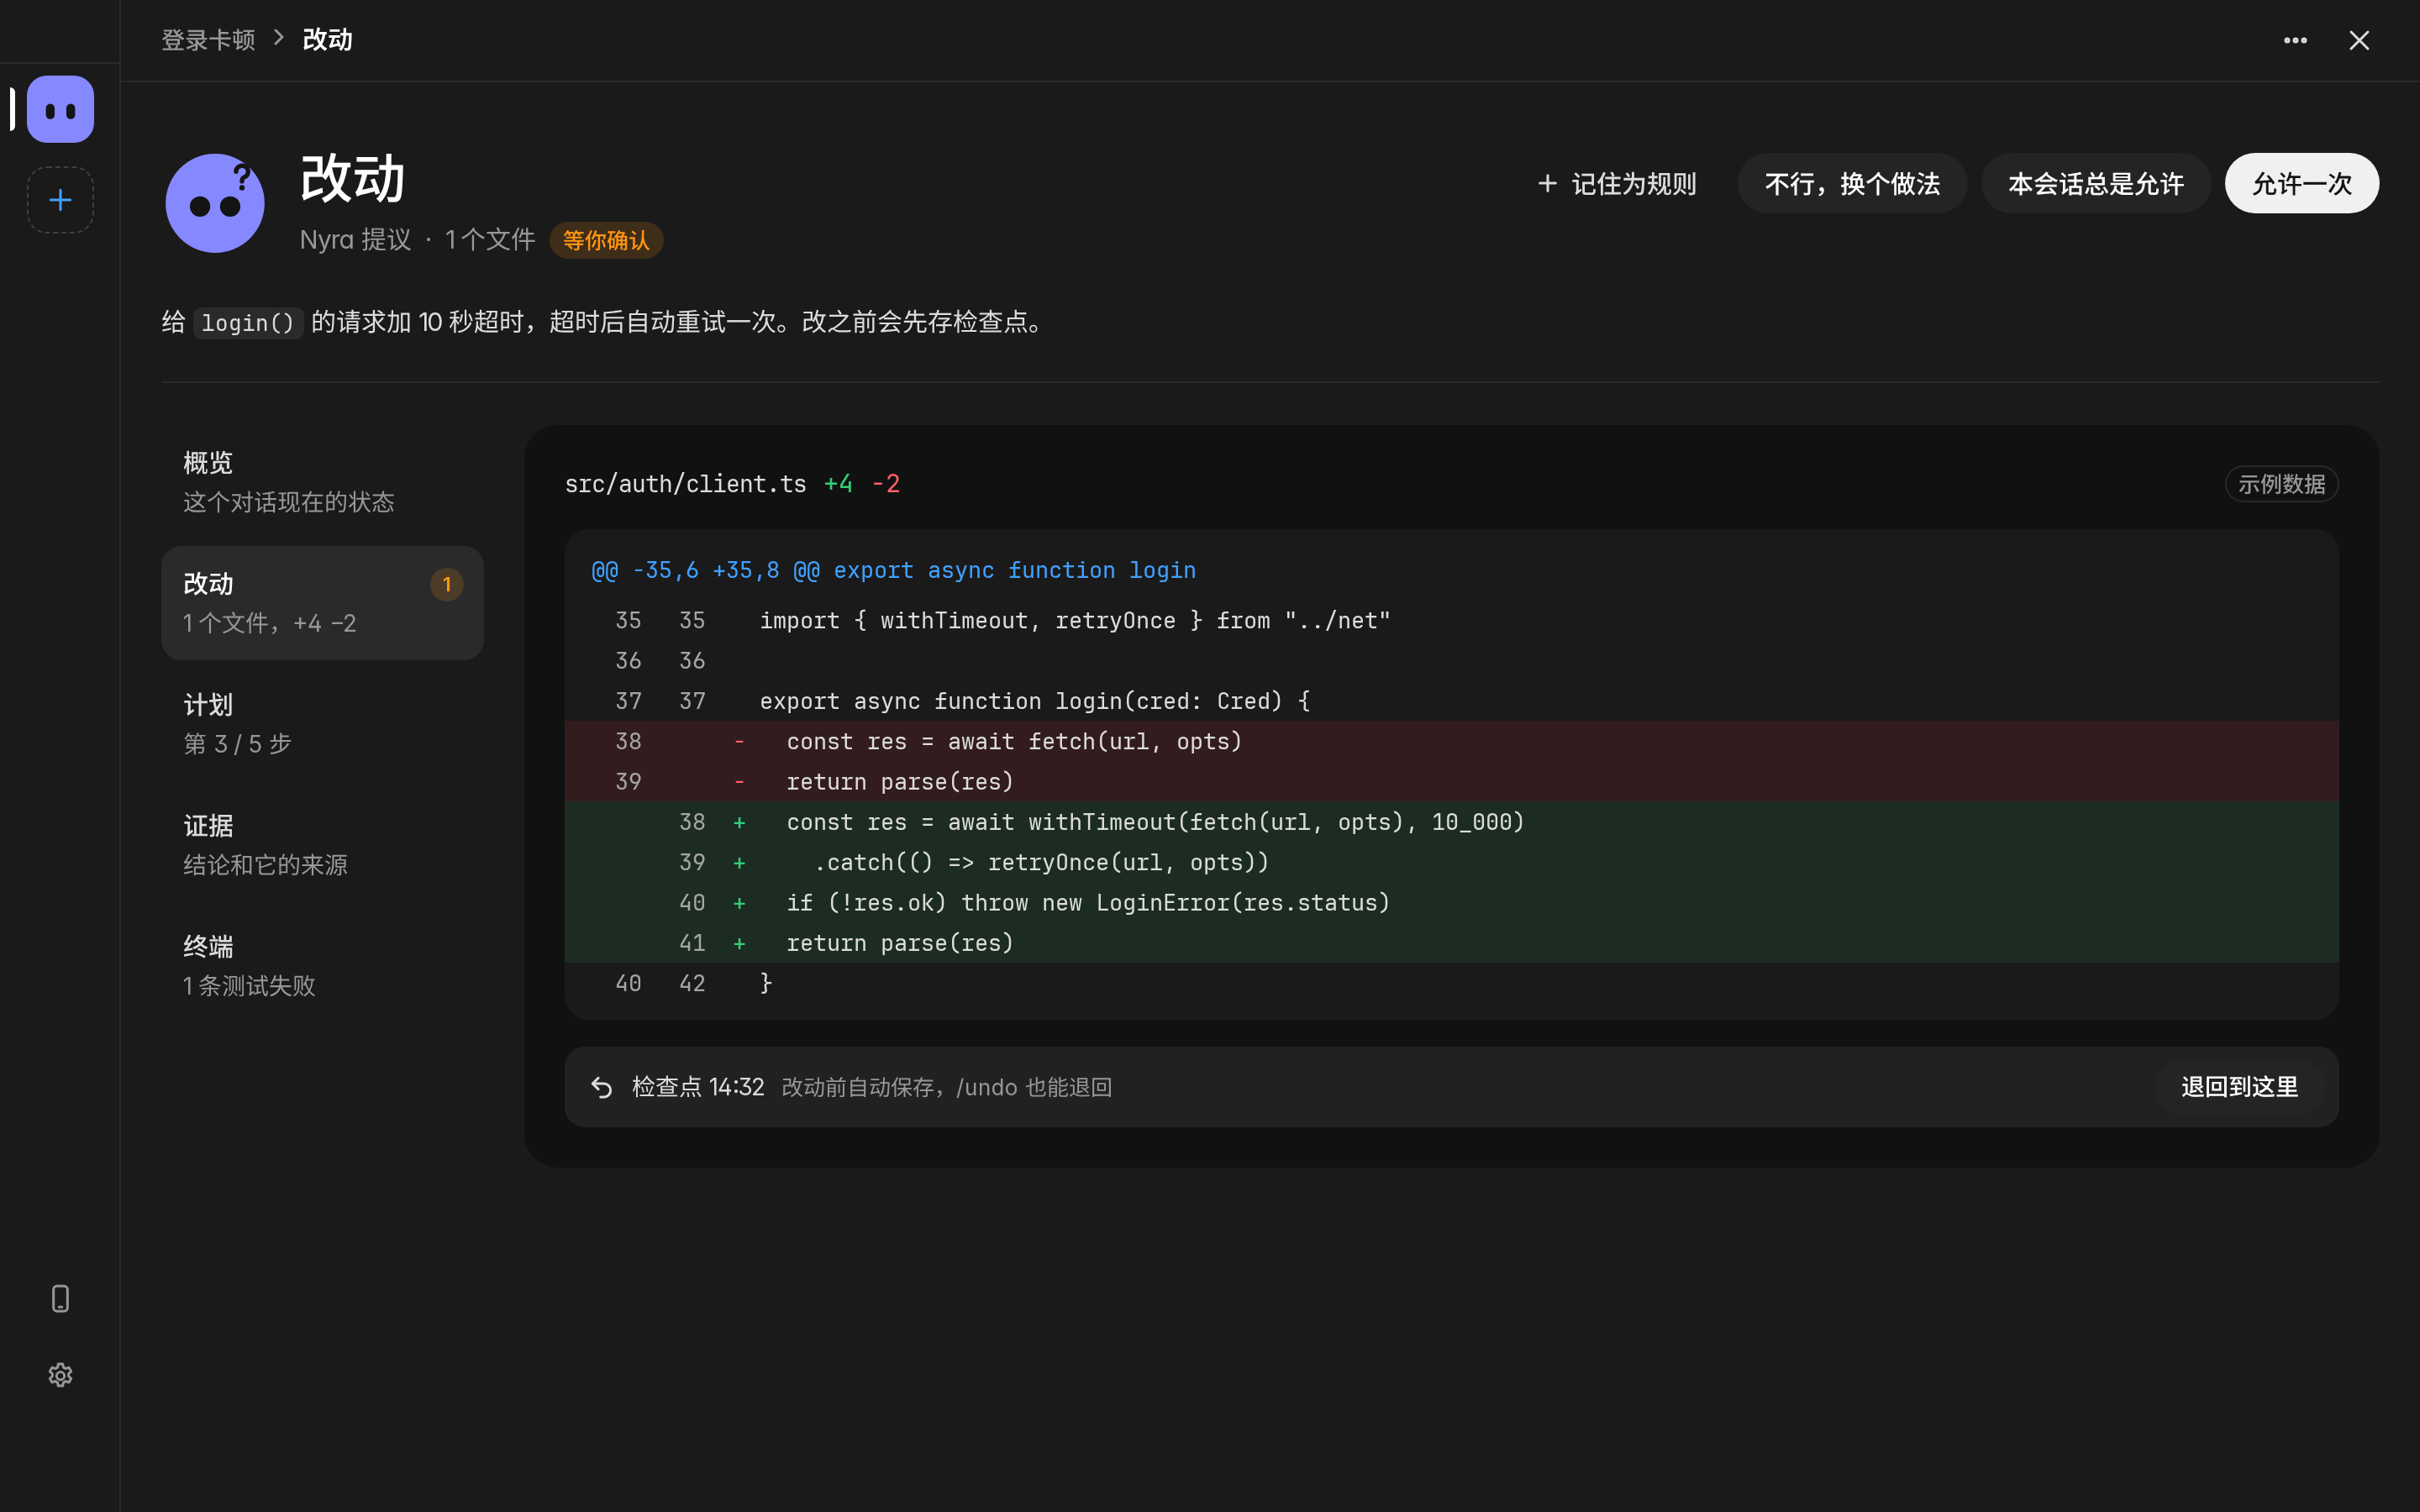 登录卡顿 > 改动
改动
Nyra 提议 · 1 个文件 等你确认
+ 记住为规则 不行，换个做法 本会话总是允许 允许一次
给 login() 的请求加 10 秒超时，超时后自动重试一次。改之前会先存检查点。
概览
这个对话现在的状态
改动 1
1 个文件，+4 −2
计划
第 3 / 5 步
证据
结论和它的来源
终端
1 条测试失败
src/auth/client.ts +4 -2 示例数据
@@ -35,6 +35,8 @@ export async function login
35 35 import { withTimeout, retryOnce } from "../net"
36 36
37 37 export async function login(cred: Cred) {
38 - const res = await fetch(url, opts)
39 - return parse(res)
38 + const res = await withTimeout(fetch(url, opts), 10_000)
39 + .catch(() => retryOnce(url, opts))
40 + if (!res.ok) throw new LoginError(res.status)
41 + return parse(res)
40 42 }
检查点 14:32 改动前自动保存，/undo 也能退回 退回到这里